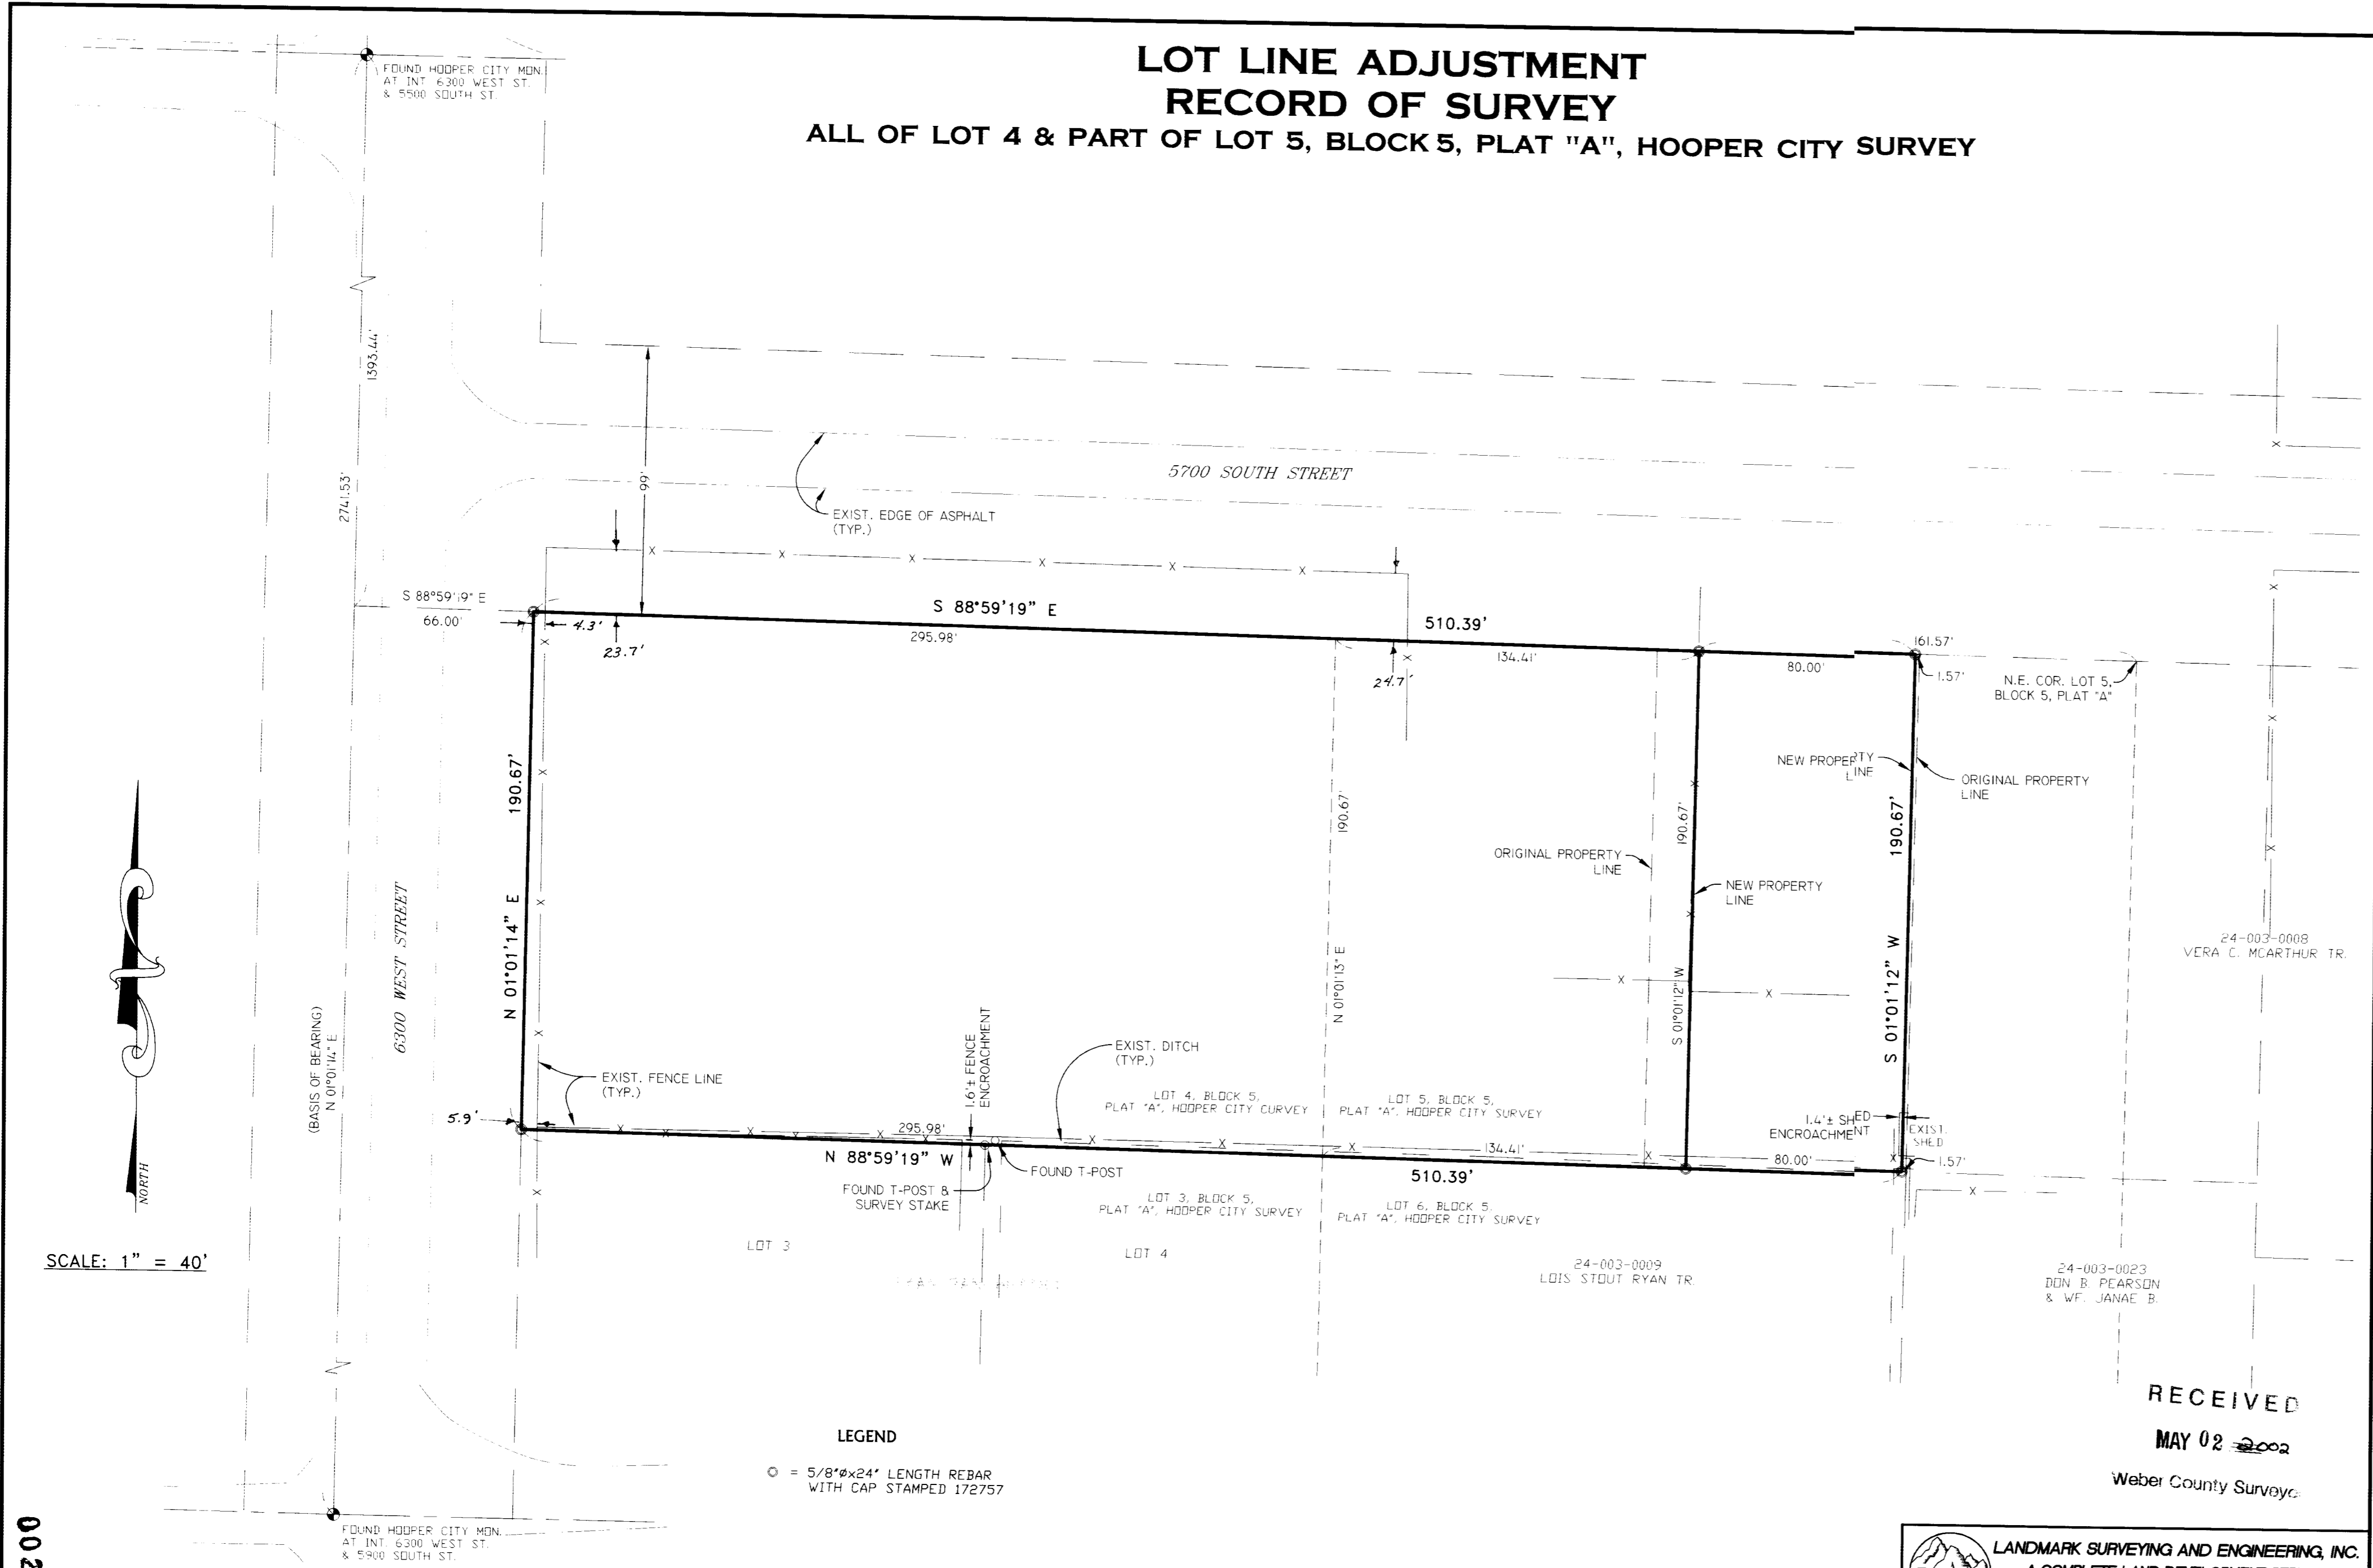 LOT LINE ADJUSTMENT
RECORD OF SURVEY
ALL OF LOT 4 & PART OF LOT 5, BLOCK 5, PLAT "A", HOOPER CITY SURVEY
FOUND HOOPER CITY MON.
AT INT. 6300 WEST ST.
& 5500 SOUTH ST.
1393.44'
2741.53'
99'
5700 SOUTH STREET
EXIST. EDGE OF ASPHALT
(TYP.)
S 88°59'19" E
66.00'
4.3'
23.7'
S 88°59'19" E
295.98'
510.39'
24.7'
134.41'
80.00'
161.57'
1.57'
N.E. COR. LOT 5,
BLOCK 5, PLAT "A"
NEW PROPERTY
LINE
ORIGINAL PROPERTY
LINE
190.67'
N 01°01'14" E
190.67'
N 01°01'13" E
190.67'
S 01°01'12" W
190.67'
S 01°01'12" W
ORIGINAL PROPERTY
LINE
NEW PROPERTY
LINE
24-003-0008
VERA C. MCARTHUR TR.
6300 WEST STREET
(BASIS OF BEARING)
N 01°01'14" E
NORTH
SCALE: 1" = 40'
EXIST. FENCE LINE
(TYP.)
5.9'
1.6'± FENCE
ENCROACHMENT
EXIST. DITCH
(TYP.)
LOT 4, BLOCK 5,
PLAT "A", HOOPER CITY CURVEY
LOT 5, BLOCK 5,
PLAT "A", HOOPER CITY SURVEY
1.4'± SHED
ENCROACHMENT
EXIST.
SHED
1.57'
295.98'
N 88°59'19" W
134.41'
510.39'
80.00'
FOUND T-POST
FOUND T-POST &
SURVEY STAKE
LOT 3, BLOCK 5,
PLAT "A", HOOPER CITY SURVEY
LOT 6, BLOCK 5,
PLAT "A", HOOPER CITY SURVEY
LOT 3
LOT 4
24-003-0009
LOIS STOUT RYAN TR.
24-003-0023
DON B. PEARSON
& WF. JANAE B.
RECEIVED
MAY 02 2002
Weber County Surveyo
LEGEND
= 5/8"øx24" LENGTH REBAR
WITH CAP STAMPED 172757
FOUND HOOPER CITY MON.
AT INT. 6300 WEST ST.
& 5900 SOUTH ST.
002
LANDMARK SURVEYING AND ENGINEERING, INC.